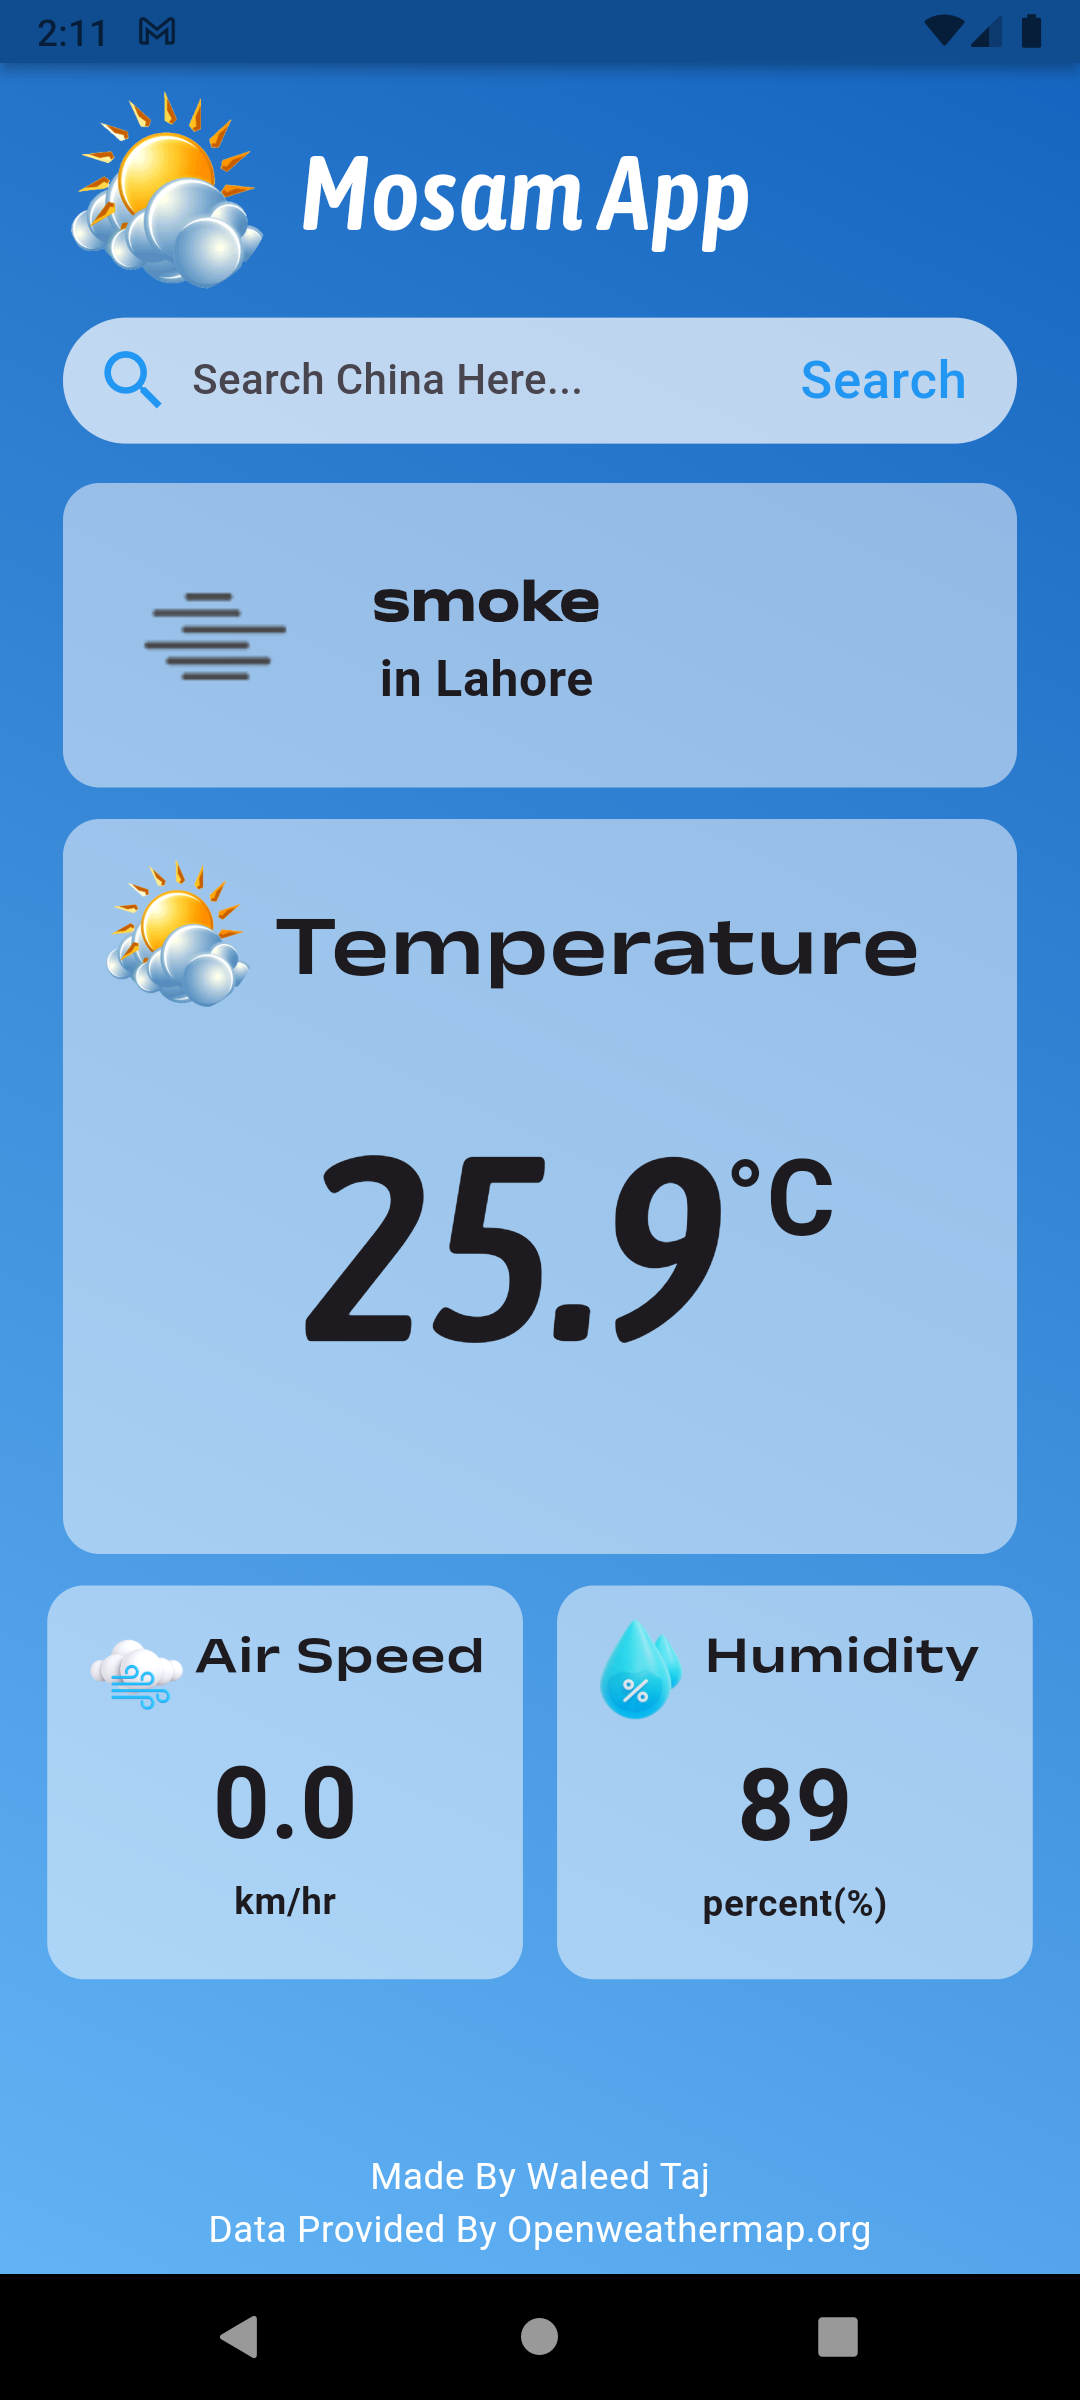 2:11
Mosam App
Search China Here...
Search
smoke
in Lahore
Temperature
25.9°C
Air Speed
0.0
km/hr
Humidity
%
89
percent(%)
Made By Waleed Taj
Data Provided By Openweathermap.org